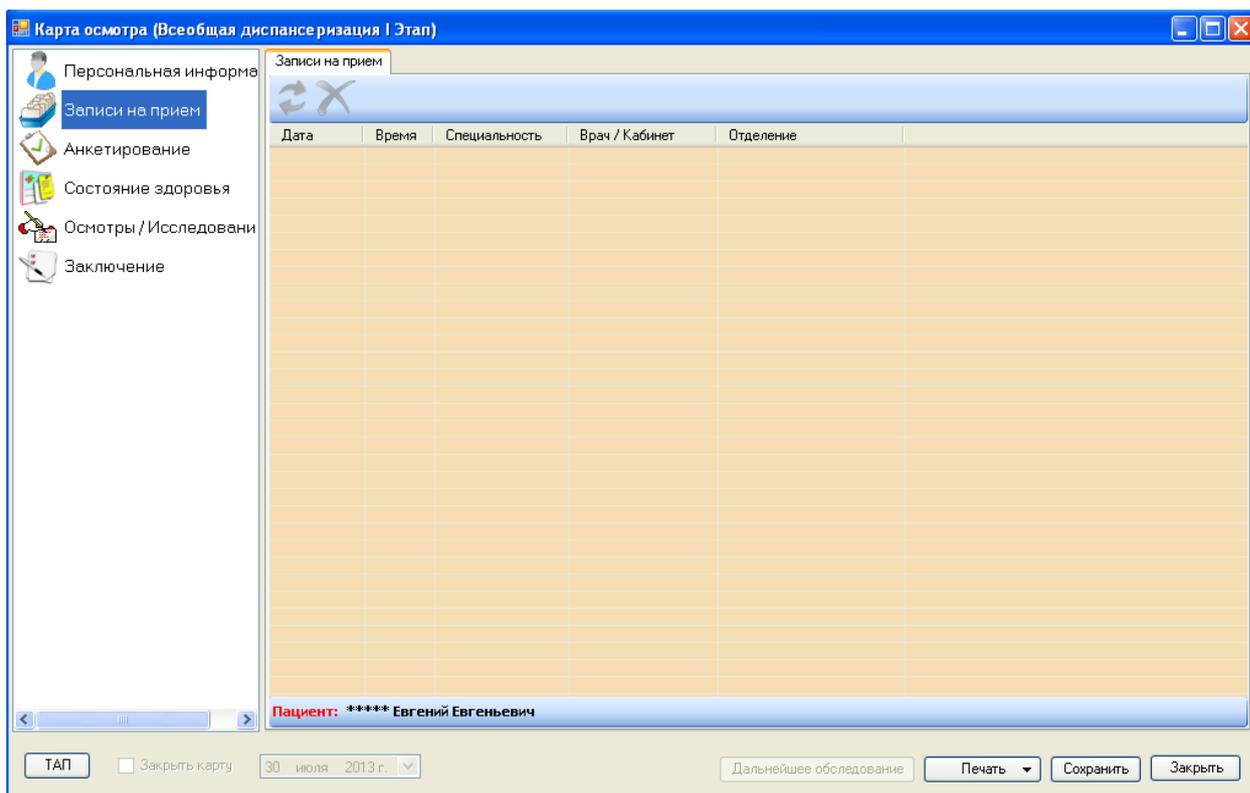 Карта осмотра (Всеобщая диспансеризация I Этап)
Персональная информа
Записи на прием
Анкетирование
Состояние здоровья
Осмотры / Исследовани
Заключение
Записи на прием
Дата Время Специальность Врач / Кабинет Отделение
Пациент: ***** Евгений Евгеньевич
ТАП Закрыть карту 30 июля 2013 г. Дальнейшее обследование Печать Сохранить Закрыть